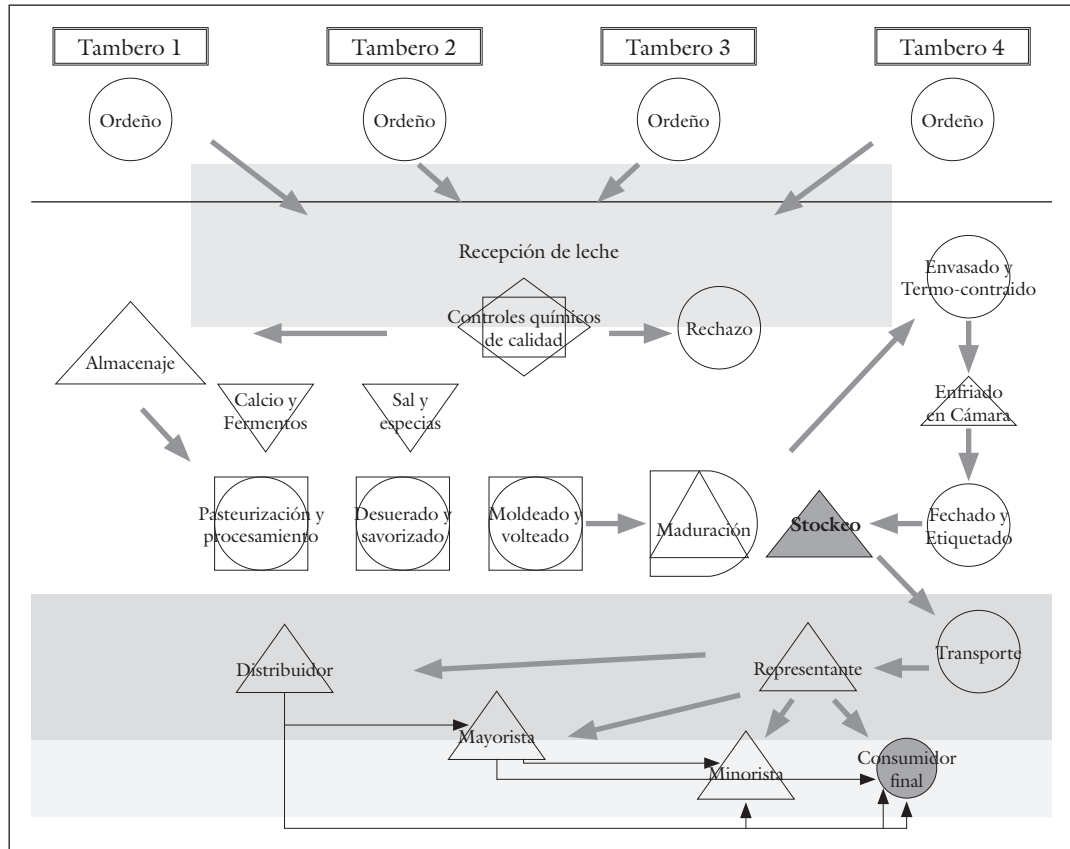 Tambero 1
Tambero 2
Tambero 3
Tambero 4
Ordeño
Ordeño
Ordeño
Ordeño
Recepción de leche
Envasado y
Termo-contraido
Controles químicos
de calidad
Rechazo
Almacenaje
Calcio y
Fermentos
Sal y
especias
Enfriado
en Cámara
Pasteurización y
procesamiento
Desuerado y
savorizado
Moldeado y
volteado
Maduración
Stockeo
Fechado y
Etiquetado
Distribuidor
Representante
Transporte
Mayorista
Minorista
Consumidor
final